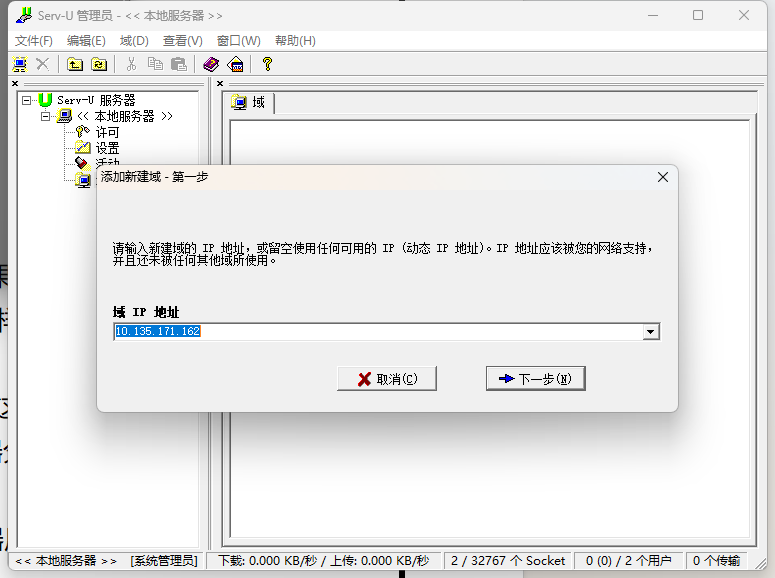 Serv-U 管理员 - << 本地服务器 >>
文件(F) 编辑(E) 域(D) 查看(V) 窗口(W) 帮助(H)
Serv-U 服务器
<< 本地服务器 >>
许可
设置
活动
域
添加新建域 - 第一步
请输入新建域的 IP 地址，或留空使用任何可用的 IP (动态 IP 地址)。IP 地址应该被您的网络支持，
并且还未被任何其他域所使用。
域 IP 地址
10.135.171.162
取消(C)
下一步(N)
<< 本地服务器 >> [系统管理员] 下载: 0.000 KB/秒 / 上传: 0.000 KB/秒 2 / 32767 个 Socket 0 (0) / 2 个用户 0 个传输